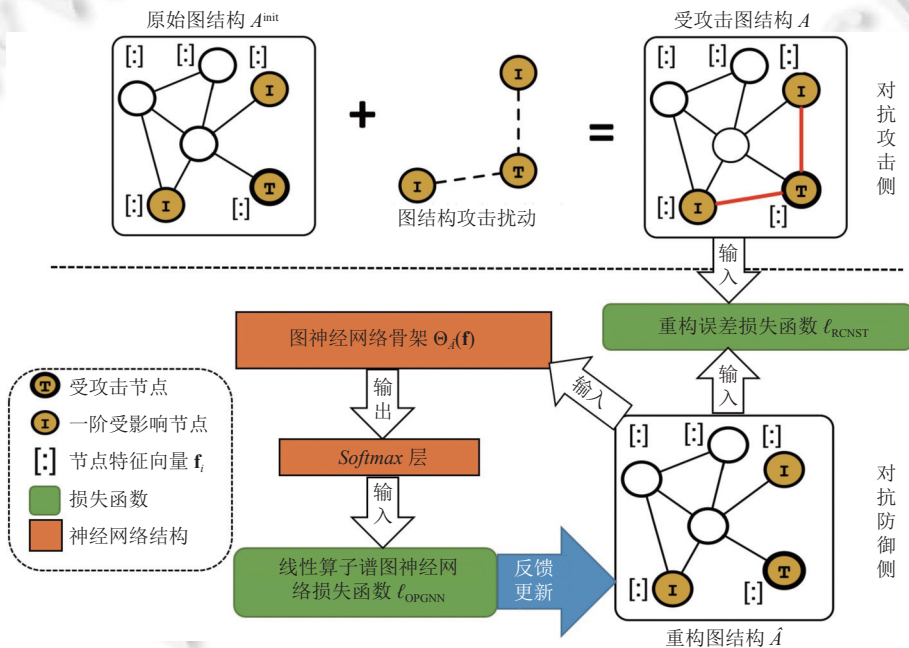 原始图结构 A^init
受攻击图结构 A
[:]
[:]
[:]
I
T
[:]
I
[:]
+
I
T
I
图结构攻击扰动
=
[:]
[:]
[:]
I
T
[:]
I
[:]
对抗攻击侧
输入
重构误差损失函数 ℓ_RCNST
输入
图神经网络骨架 Θ_Â(f)
输入
输出
Softmax 层
输入
线性算子谱图神经网
络损失函数 ℓ_OPGNN
反馈
更新
[:]
[:]
[:]
I
T
[:]
I
[:]
重构图结构 Â
对抗防御侧
T 受攻击节点
I 一阶受影响节点
[:] 节点特征向量 f_i
损失函数
神经网络结构